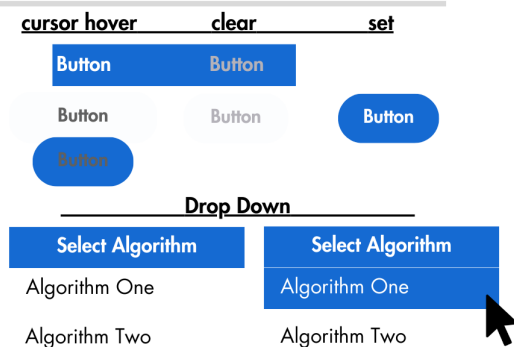 cursor hover clear set
Button Button
Button Button Button
Button
Drop Down
Select Algorithm Select Algorithm
Algorithm One Algorithm One
Algorithm Two Algorithm Two